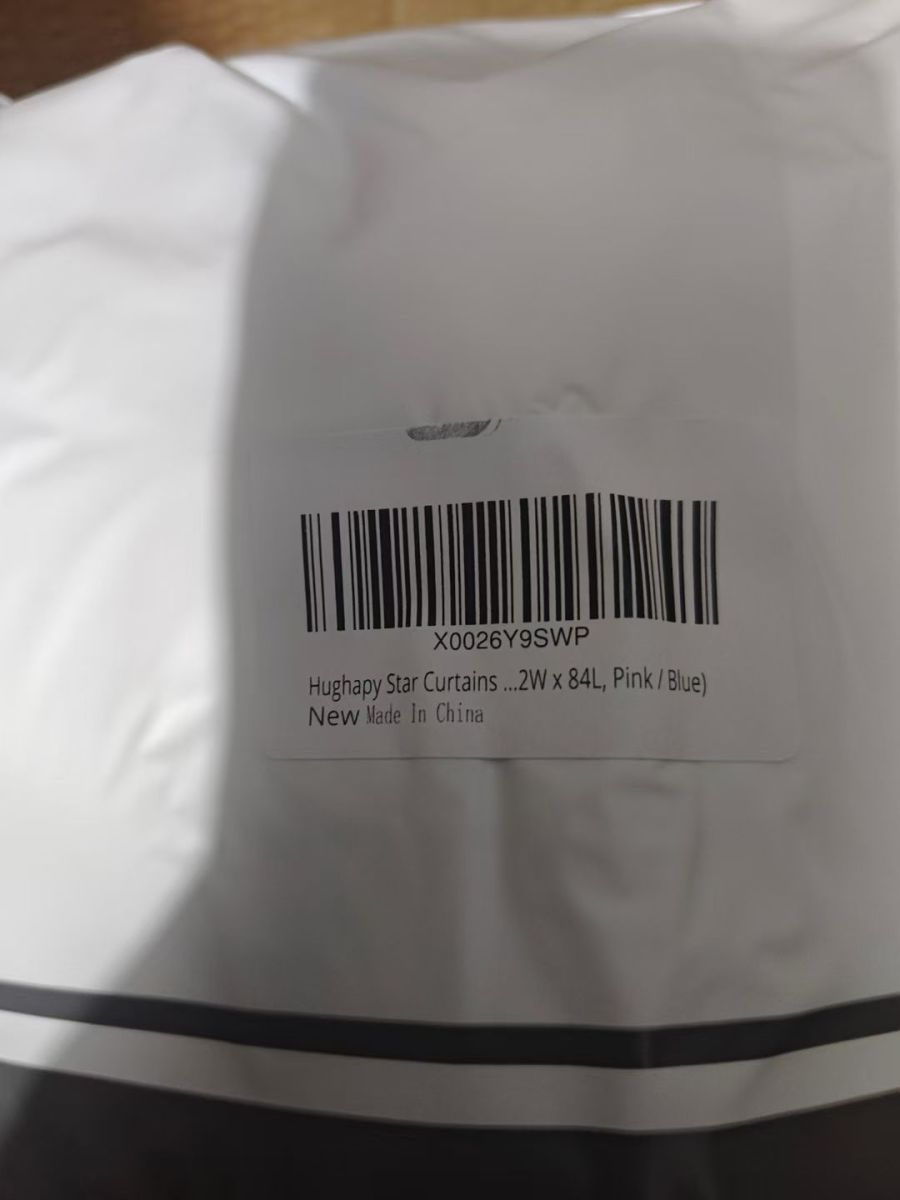 X0026Y9SWP
Hughapy Star Curtains ...2W x 84L, Pink / Blue)
New Made In China